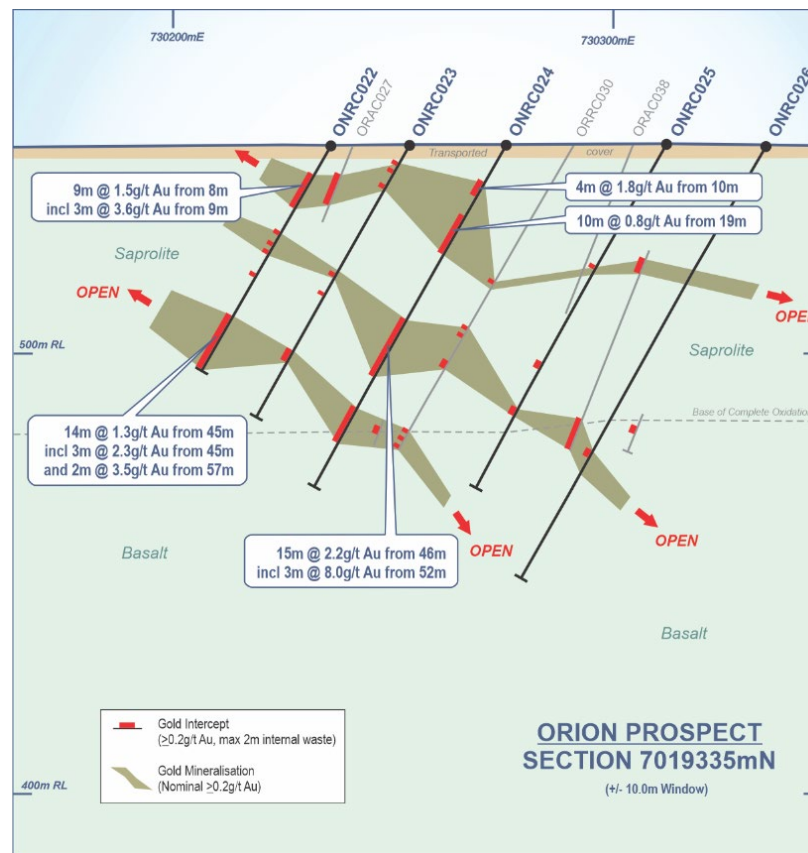 730200mE
730300mE
ONRC022
ORAC027
ONRC023
ONRC024
ORRC030
ORAC038
ONRC025
ONRC026
Transported cover
9m @ 1.5g/t Au from 8m
incl 3m @ 3.6g/t Au from 9m
4m @ 1.8g/t Au from 10m
10m @ 0.8g/t Au from 19m
Saprolite
OPEN
OPEN
500m RL
Saprolite
Base of Complete Oxidation
14m @ 1.3g/t Au from 45m
incl 3m @ 2.3g/t Au from 45m
and 2m @ 3.5g/t Au from 57m
OPEN
OPEN
Basalt
15m @ 2.2g/t Au from 46m
incl 3m @ 8.0g/t Au from 52m
Basalt
Gold Intercept
(≥0.2g/t Au, max 2m internal waste)
Gold Mineralisation
(Nominal ≥0.2g/t Au)
ORION PROSPECT
SECTION 7019335mN
(+/- 10.0m Window)
400m RL